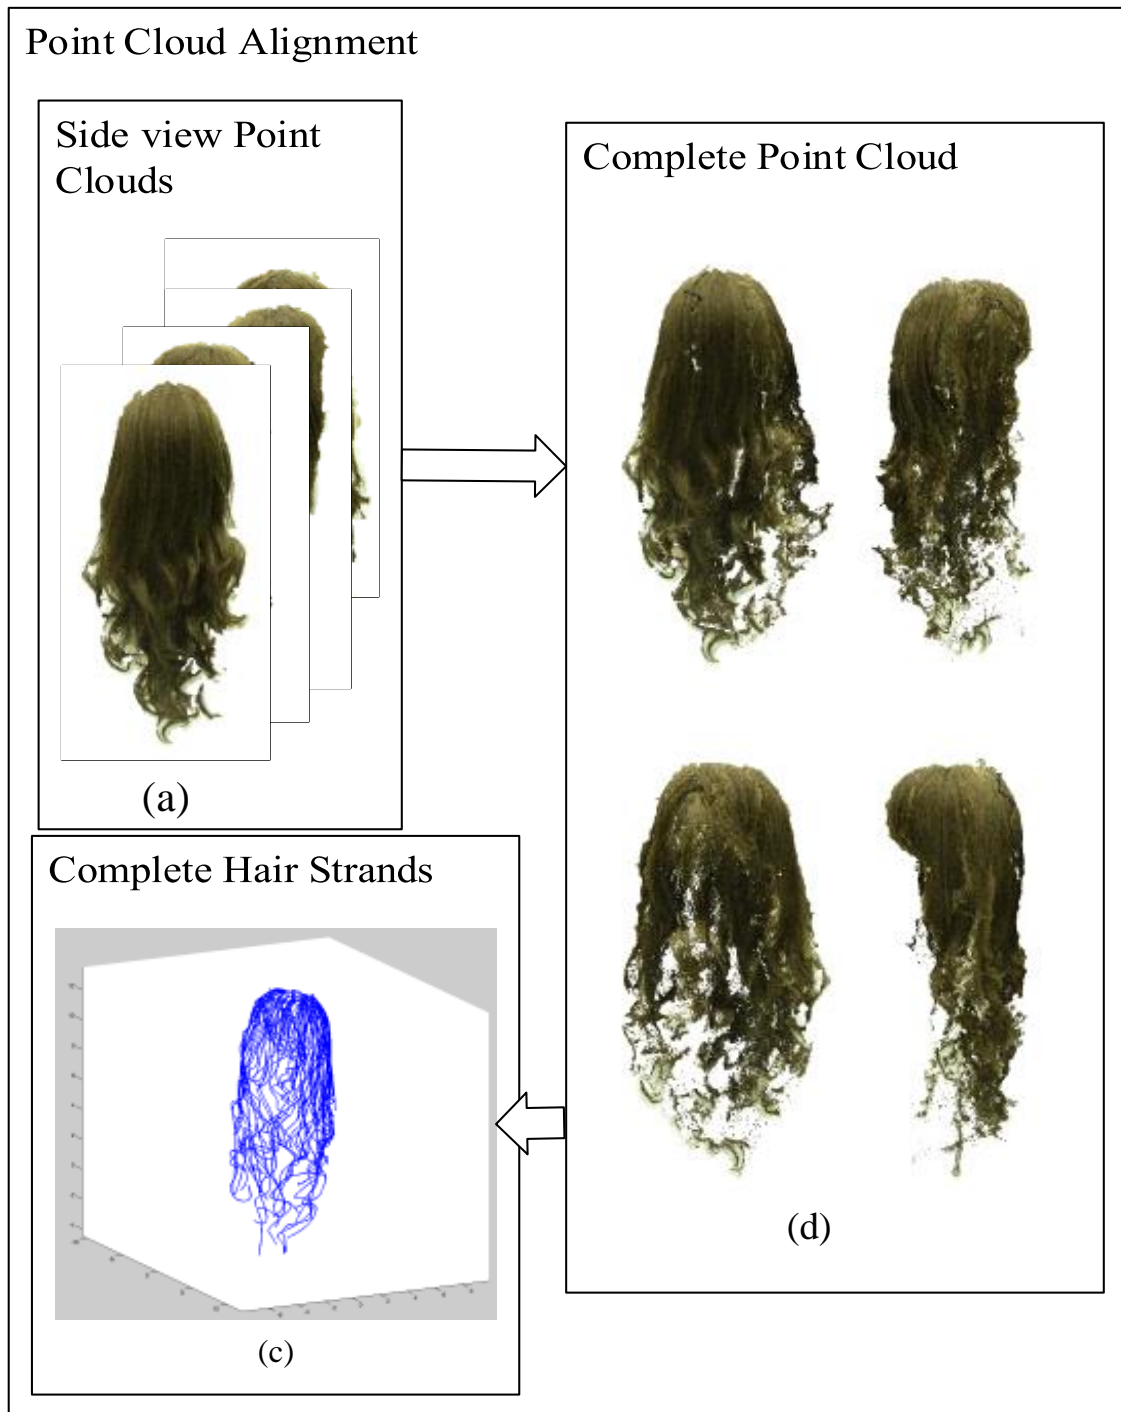 Point Cloud Alignment
Side view Point
Clouds
(a)
Complete Point Cloud
(d)
Complete Hair Strands
(c)